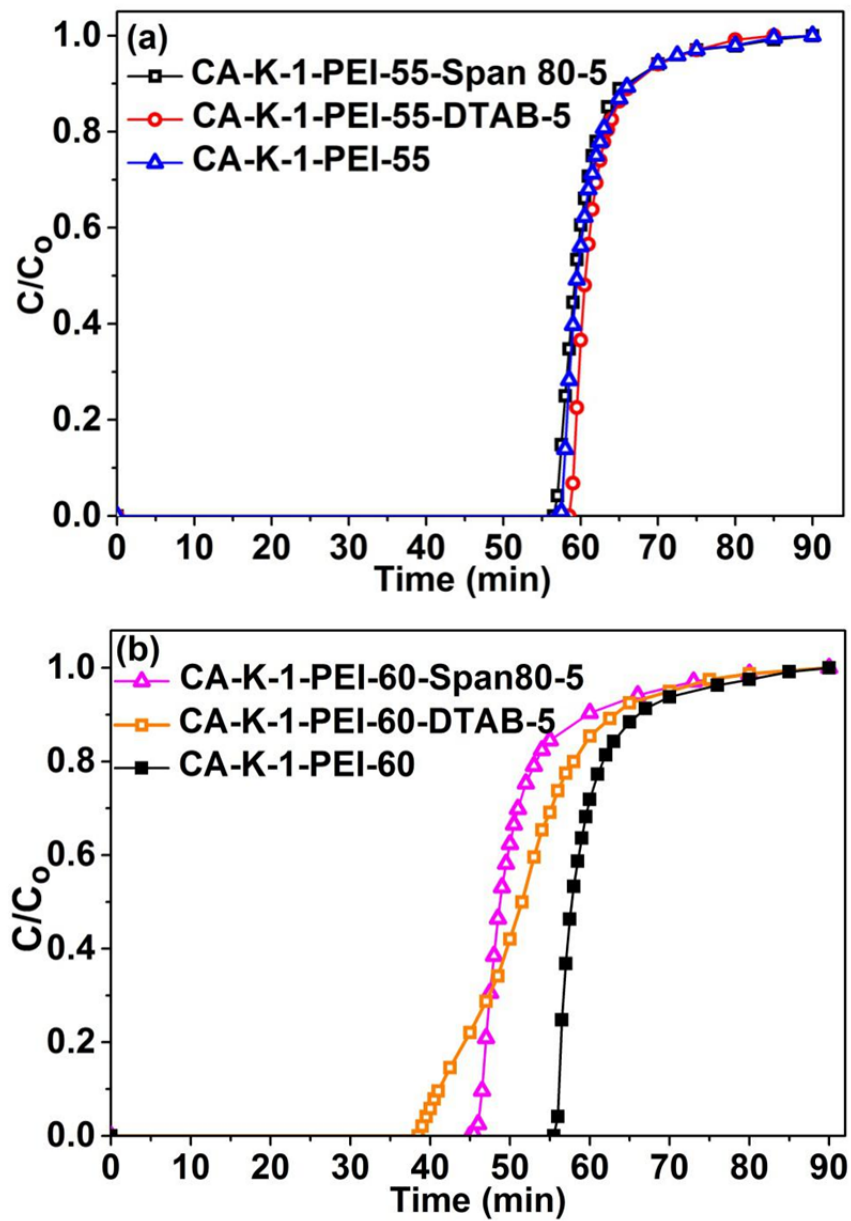 (a)
CA-K-1-PEI-55-Span 80-5
CA-K-1-PEI-55-DTAB-5
CA-K-1-PEI-55
1.0
0.8
0.6
0.4
0.2
0.0
C/Co
0 10 20 30 40 50 60 70 80 90
Time (min)
(b)
CA-K-1-PEI-60-Span80-5
CA-K-1-PEI-60-DTAB-5
CA-K-1-PEI-60
1.0
0.8
0.6
0.4
0.2
0.0
C/Co
0 10 20 30 40 50 60 70 80 90
Time (min)